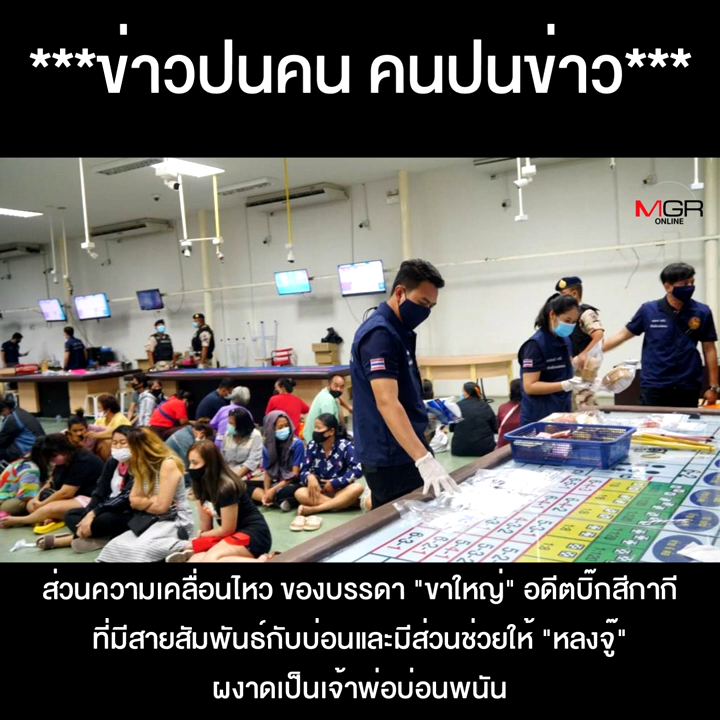 ***ข่าวปนคน คนปนข่าว***
MGR
ONLINE
ส่วนความเคลื่อนไหว ของบรรดา "ขาใหญ่" อดีตบิ๊กสีกากี
ที่มีสายสัมพันธ์กับบ่อนและมีส่วนช่วยให้ "หลงจู๊"
ผงาดเป็นเจ้าพ่อบ่อนพนัน